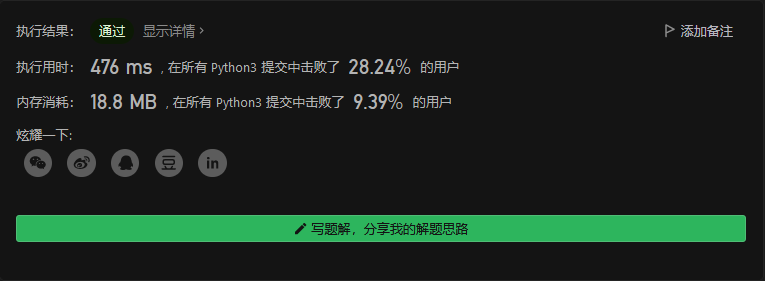 执行结果： 通过 显示详情 › 添加备注
执行用时： 476 ms , 在所有 Python3 提交中击败了 28.24% 的用户
内存消耗： 18.8 MB , 在所有 Python3 提交中击败了 9.39% 的用户
炫耀一下:
豆 in
写题解，分享我的解题思路